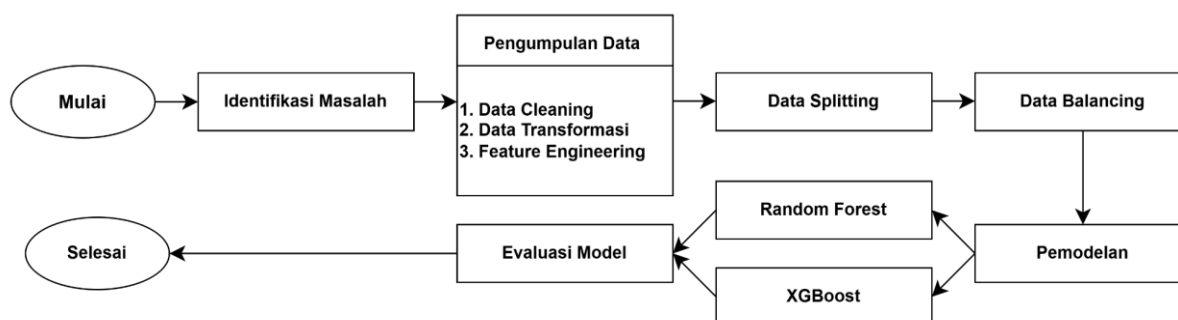 Mulai
Identifikasi Masalah
Pengumpulan Data
1. Data Cleaning
2. Data Transformasi
3. Feature Engineering
Data Splitting
Data Balancing
Pemodelan
Random Forest
XGBoost
Evaluasi Model
Selesai